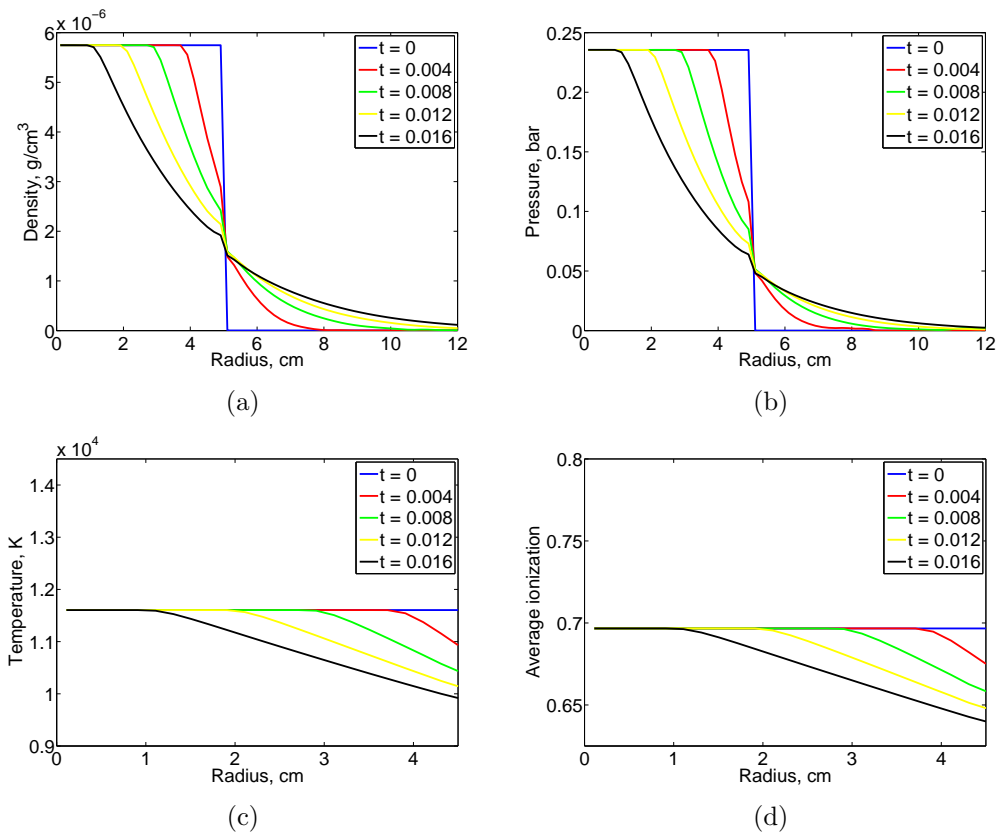 x 10⁻⁶
6
5
4
3
2
1
0
Density, g/cm³
0 2 4 6 8 10 12
Radius, cm
t = 0
t = 0.004
t = 0.008
t = 0.012
t = 0.016
(a)
0.25
0.2
0.15
0.1
0.05
0
Pressure, bar
0 2 4 6 8 10 12
Radius, cm
t = 0
t = 0.004
t = 0.008
t = 0.012
t = 0.016
(b)
x 10⁴
1.4
1.3
1.2
1.1
1
0.9
Temperature, K
0 1 2 3 4
Radius, cm
t = 0
t = 0.004
t = 0.008
t = 0.012
t = 0.016
(c)
0.8
0.75
0.7
0.65
Average ionization
0 1 2 3 4
Radius, cm
t = 0
t = 0.004
t = 0.008
t = 0.012
t = 0.016
(d)